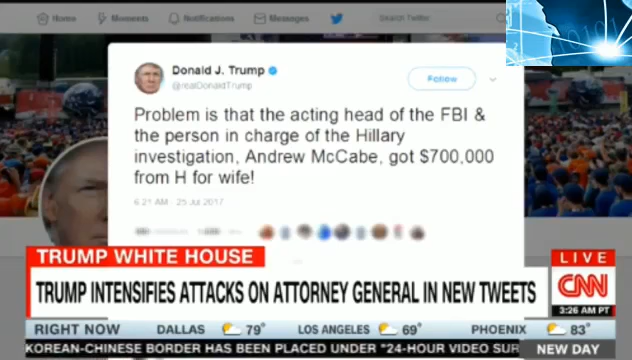 Home Moments Notifications Messages Search Twitter
Donald J. Trump
@realDonaldTrump
Follow
Problem is that the acting head of the FBI &
the person in charge of the Hillary
investigation, Andrew McCabe, got $700,000
from H for wife!
6:21 AM - 25 Jul 2017
TRUMP WHITE HOUSE
LIVE
TRUMP INTENSIFIES ATTACKS ON ATTORNEY GENERAL IN NEW TWEETS
CNN
3:26 AM PT
RIGHT NOW DALLAS 79° LOS ANGELES 69° PHOENIX 83°
KOREAN-CHINESE BORDER HAS BEEN PLACED UNDER "24-HOUR VIDEO SUR
NEW DAY